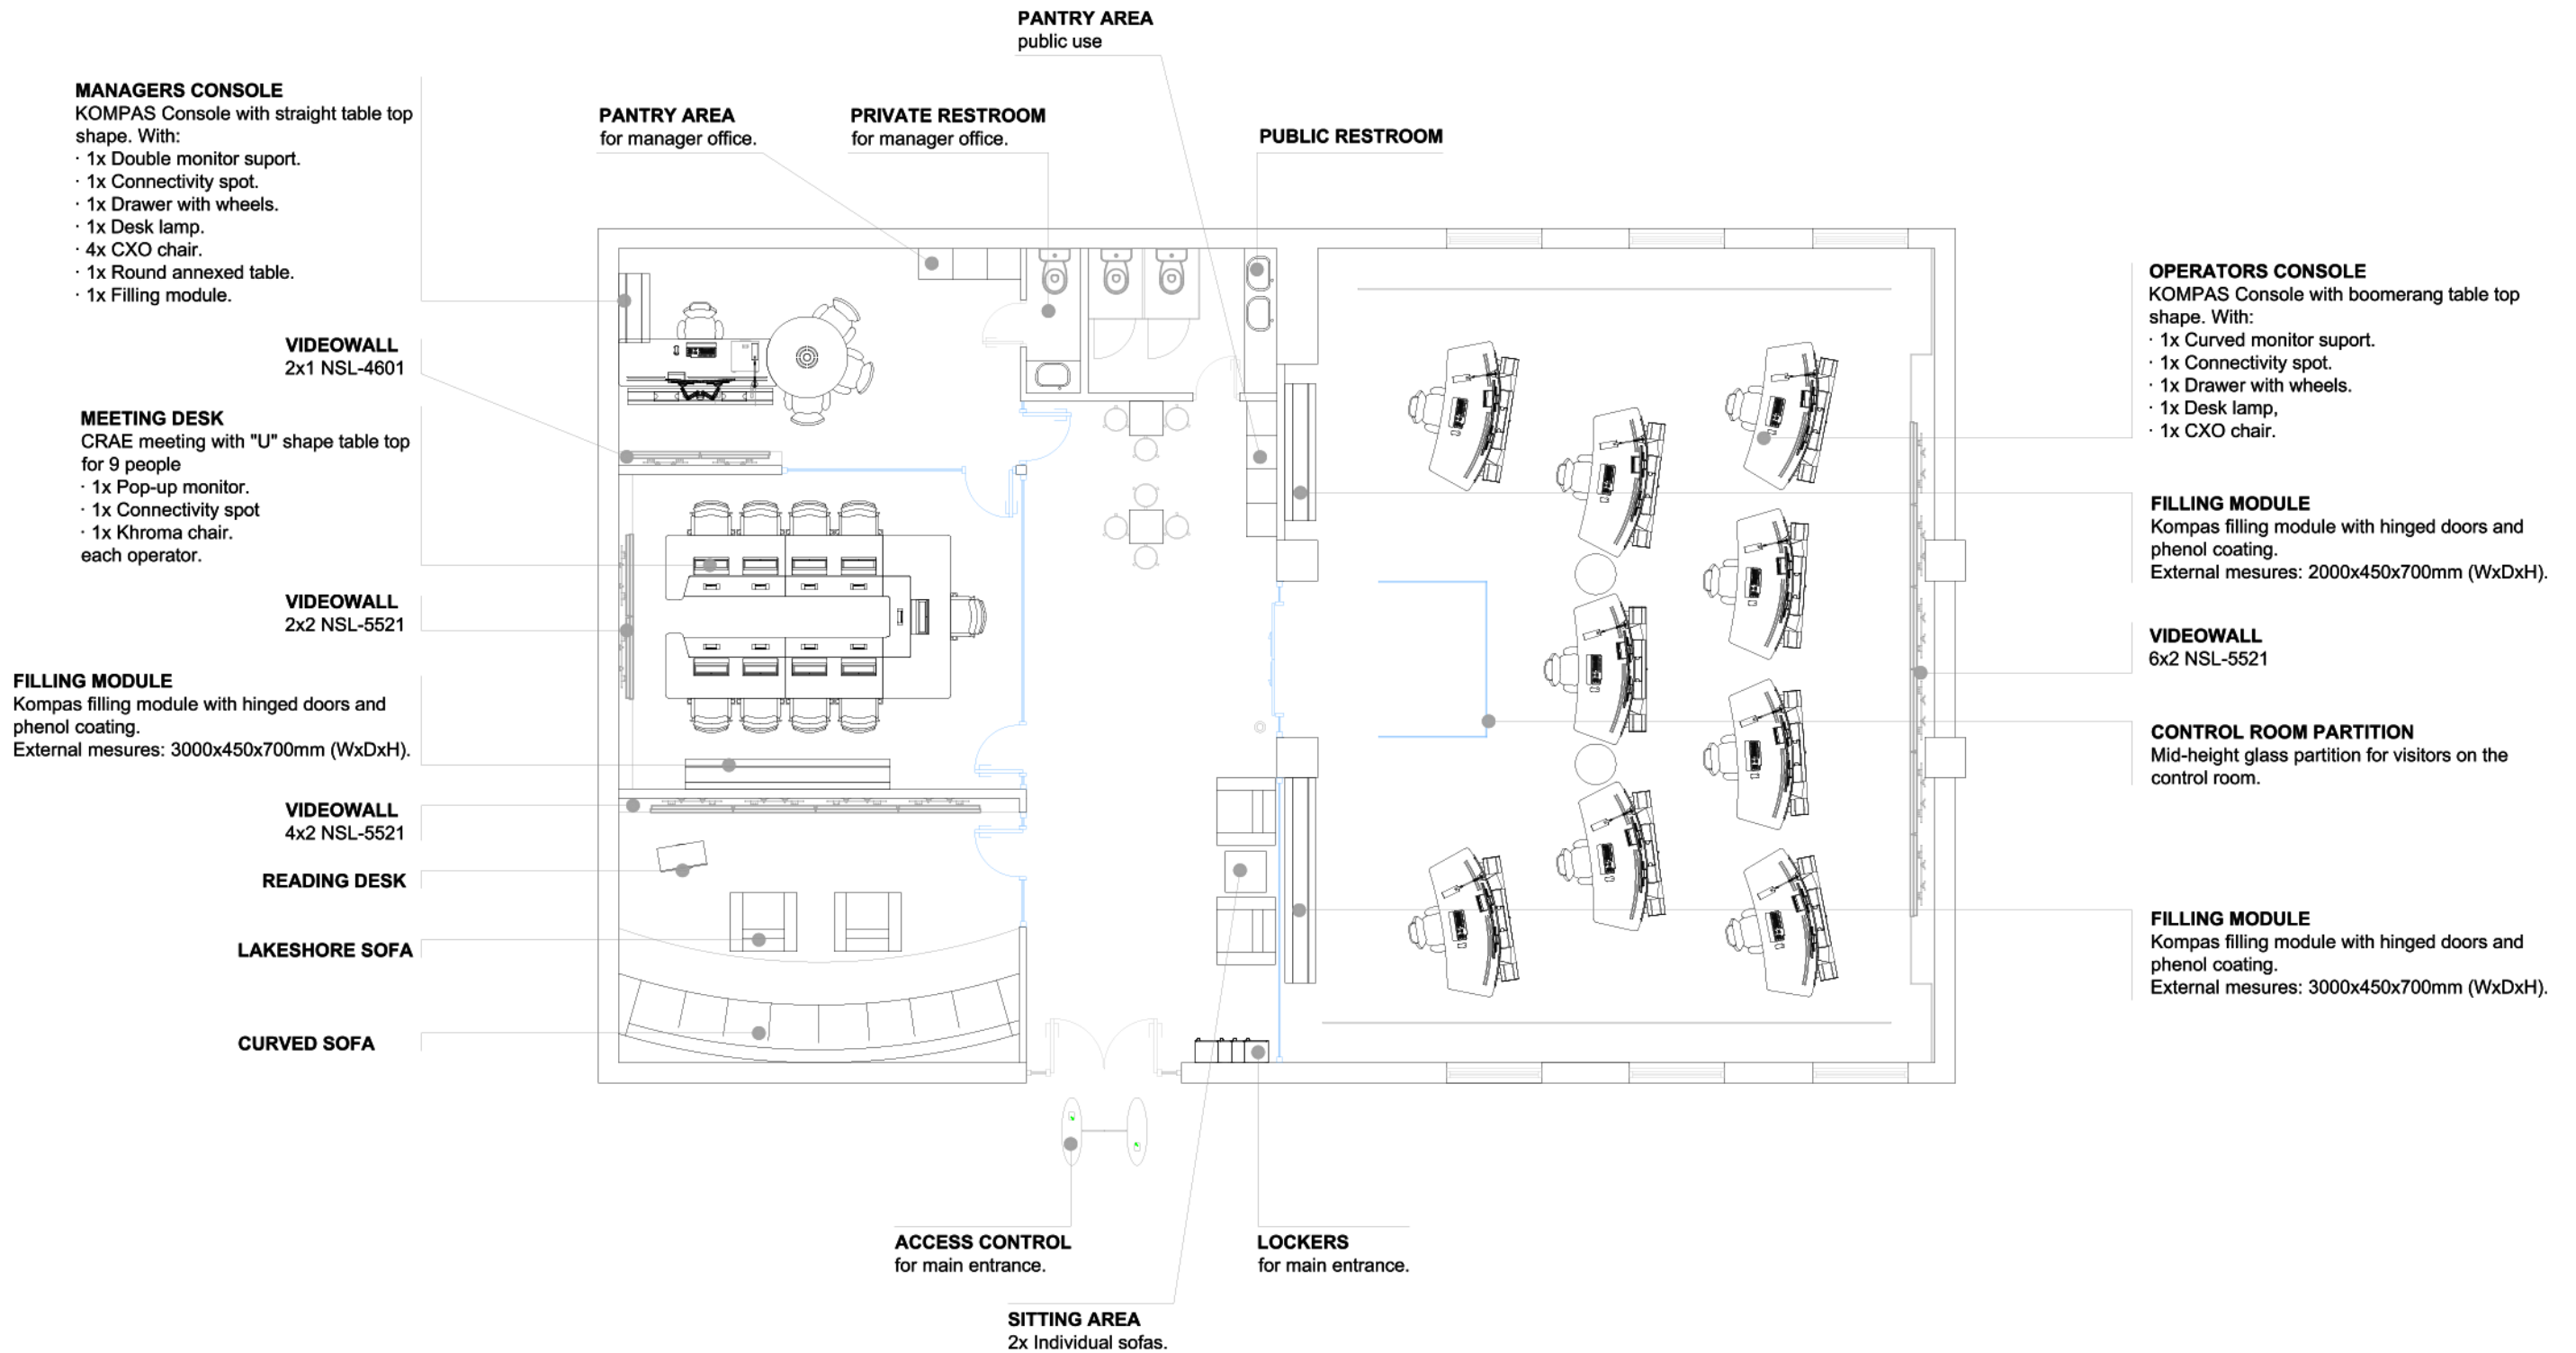 PANTRY AREA
public use
MANAGERS CONSOLE
KOMPAS Console with straight table top
shape. With:
· 1x Double monitor suport.
· 1x Connectivity spot.
· 1x Drawer with wheels.
· 1x Desk lamp.
· 4x CXO chair.
· 1x Round annexed table.
· 1x Filling module.
PANTRY AREA
for manager office.
PRIVATE RESTROOM
for manager office.
PUBLIC RESTROOM
VIDEOWALL
2x1 NSL-4601
MEETING DESK
CRAE meeting with "U" shape table top
for 9 people
· 1x Pop-up monitor.
· 1x Connectivity spot
· 1x Khroma chair.
each operator.
VIDEOWALL
2x2 NSL-5521
FILLING MODULE
Kompas filling module with hinged doors and
phenol coating.
External mesures: 3000x450x700mm (WxDxH).
VIDEOWALL
4x2 NSL-5521
READING DESK
LAKESHORE SOFA
CURVED SOFA
OPERATORS CONSOLE
KOMPAS Console with boomerang table top
shape. With:
· 1x Curved monitor suport.
· 1x Connectivity spot.
· 1x Drawer with wheels.
· 1x Desk lamp,
· 1x CXO chair.
FILLING MODULE
Kompas filling module with hinged doors and
phenol coating.
External mesures: 2000x450x700mm (WxDxH).
VIDEOWALL
6x2 NSL-5521
CONTROL ROOM PARTITION
Mid-height glass partition for visitors on the
control room.
FILLING MODULE
Kompas filling module with hinged doors and
phenol coating.
External mesures: 3000x450x700mm (WxDxH).
ACCESS CONTROL
for main entrance.
LOCKERS
for main entrance.
SITTING AREA
2x Individual sofas.